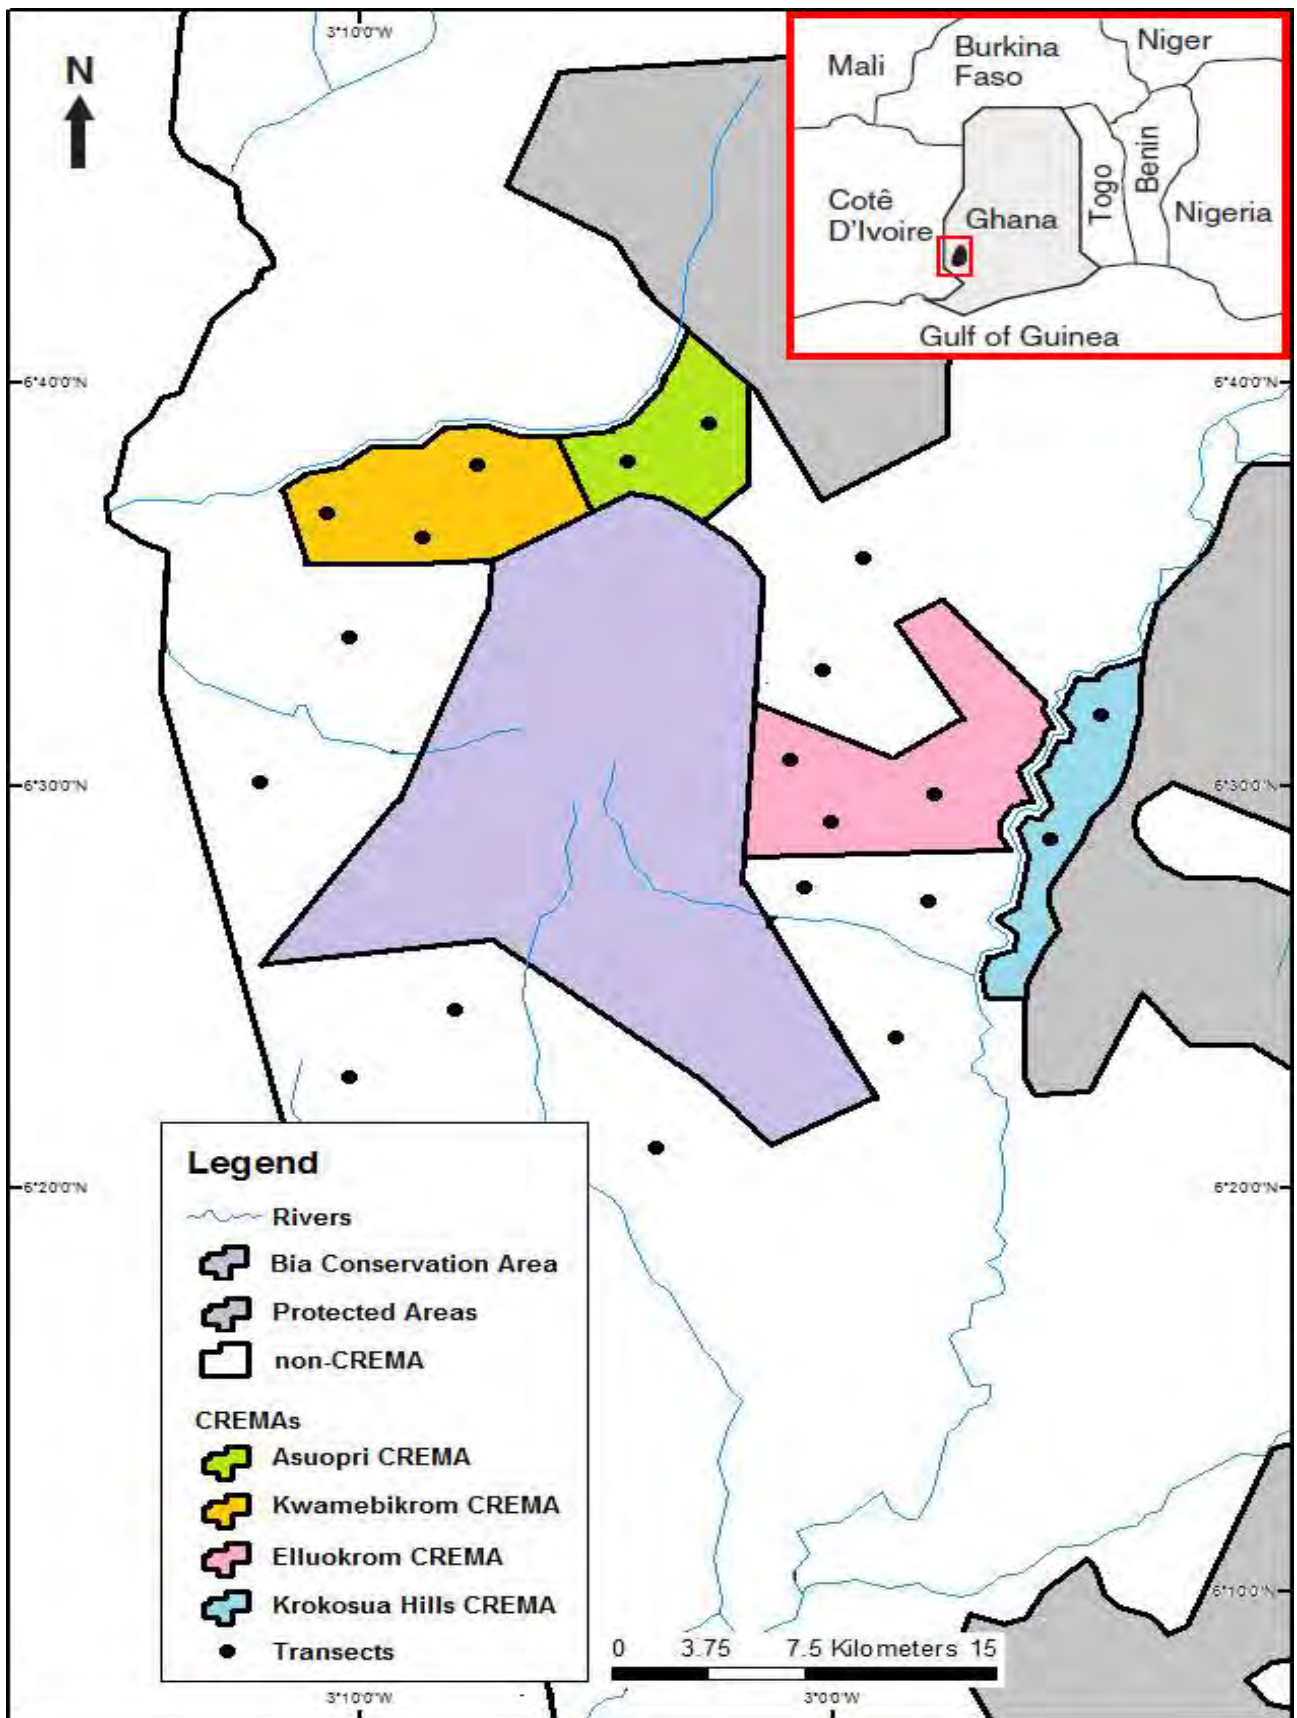 3°10'0"W
N
Mali
Burkina
Faso
Niger
Cotê
D'Ivoire
Ghana
Togo
Benin
Nigeria
Gulf of Guinea
6°40'0"N
6°40'0"N
6°30'0"N
6°30'0"N
6°20'0"N
6°20'0"N
6°10'0"N
Legend
Rivers
Bia Conservation Area
Protected Areas
non-CREMA
CREMAs
Asuopri CREMA
Kwamebikrom CREMA
Elluokrom CREMA
Krokosua Hills CREMA
Transects
0 3.75 7.5 Kilometers 15
3°10'0"W
3°00'0"W